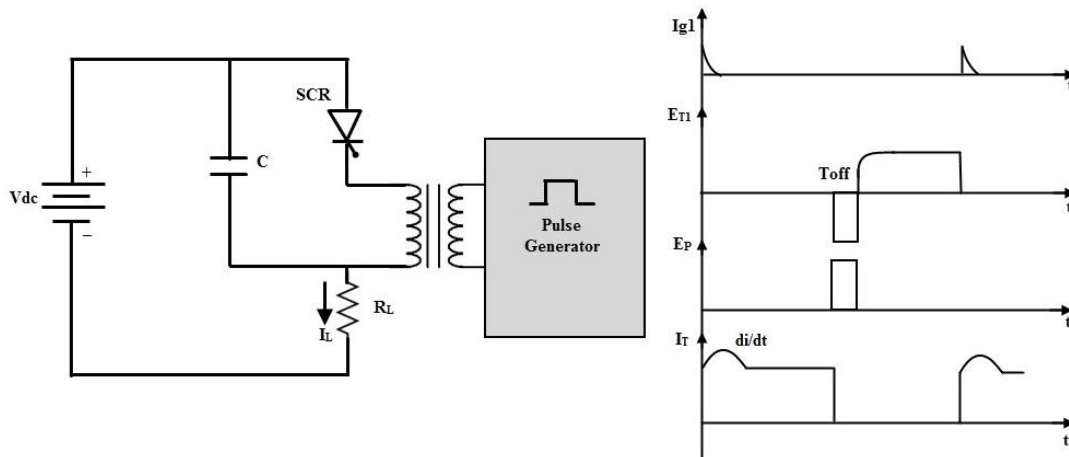 SCR
C
+
Vdc
−
Pulse
Generator
RL
IL
Ig1
t
ET1
Toff
t
EP
t
IT
di/dt
t